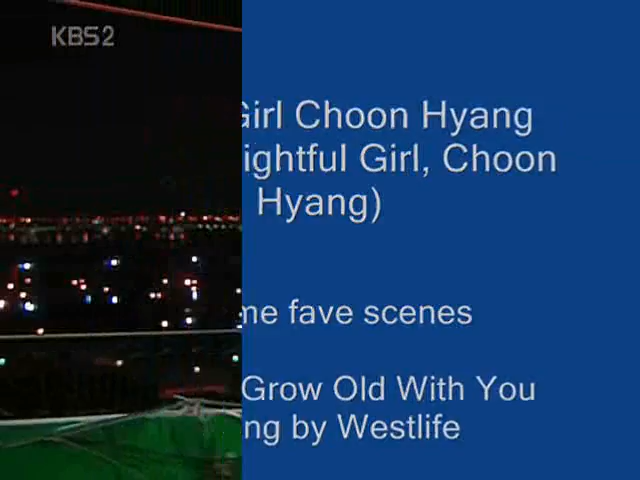 KBS2
Girl Choon Hyang
ightful Girl, Choon
Hyang)
me fave scenes
Grow Old With You
ng by Westlife